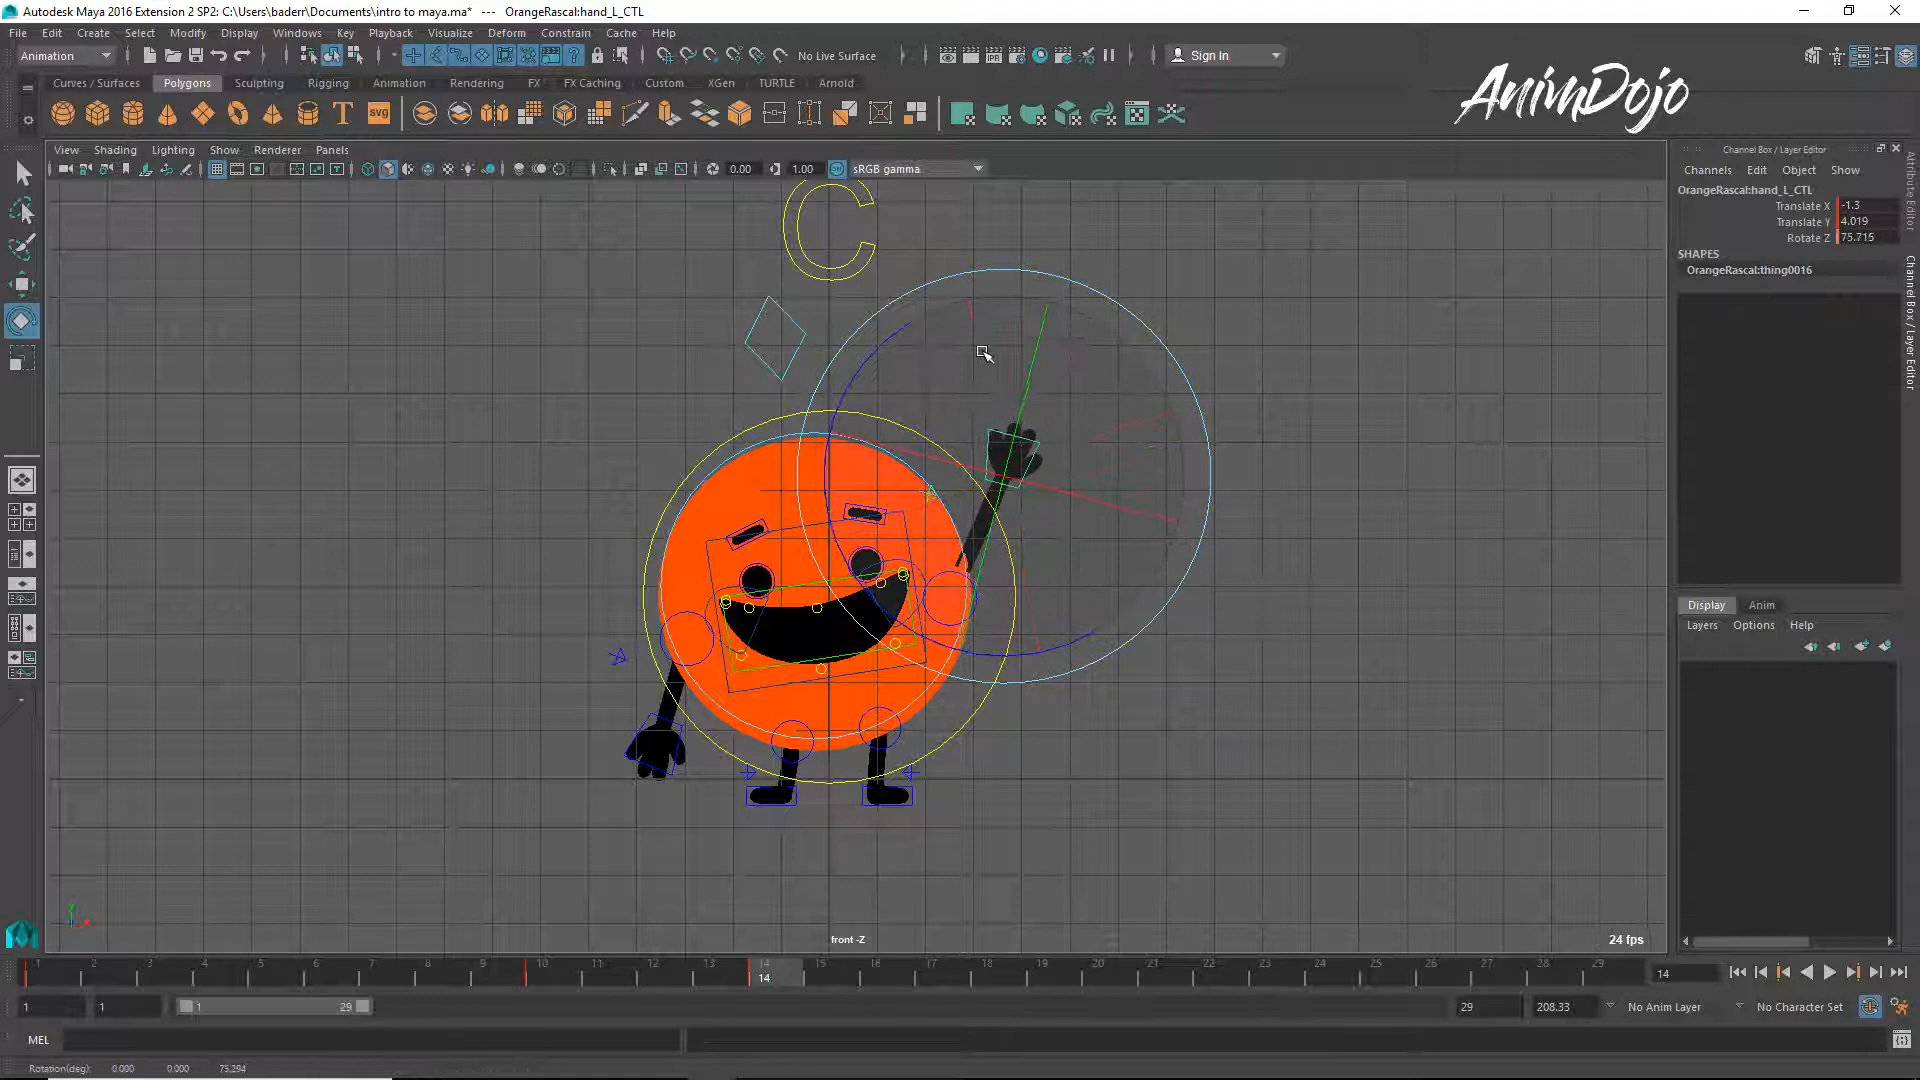 Autodesk Maya 2016 Extension 2 SP2: C:\Users\baderr\Documents\intro to maya.ma* --- OrangeRascal:hand_L_CTL
File Edit Create Select Modify Display Windows Key Playback Visualize Deform Constrain Cache Help
Animation No Live Surface Sign In
Curves / Surfaces Polygons Sculpting Rigging Animation Rendering FX FX Caching Custom XGen TURTLE Arnold
AnimDojo
T svg
View Shading Lighting Show Renderer Panels
0.00 1.00 sRGB gamma
Channel Box / Layer Editor
Channels Edit Object Show
OrangeRascal:hand_L_CTL
Translate X -1.3
Translate Y 4.019
Rotate Z 75.715
SHAPES
OrangeRascal:thing0016
Attribute Editor
Channel Box / Layer Editor
C
Display Anim
Layers Options Help
front -Z
24 fps
1 2 3 4 5 6 7 8 9 10 11 12 13 14 15 16 17 18 19 20 21 22 23 24 25 26 27 28 29
14
14
1 1 1 29 29 208.33 No Anim Layer No Character Set
MEL
Rotation(deg): 0.000 0.000 75.294